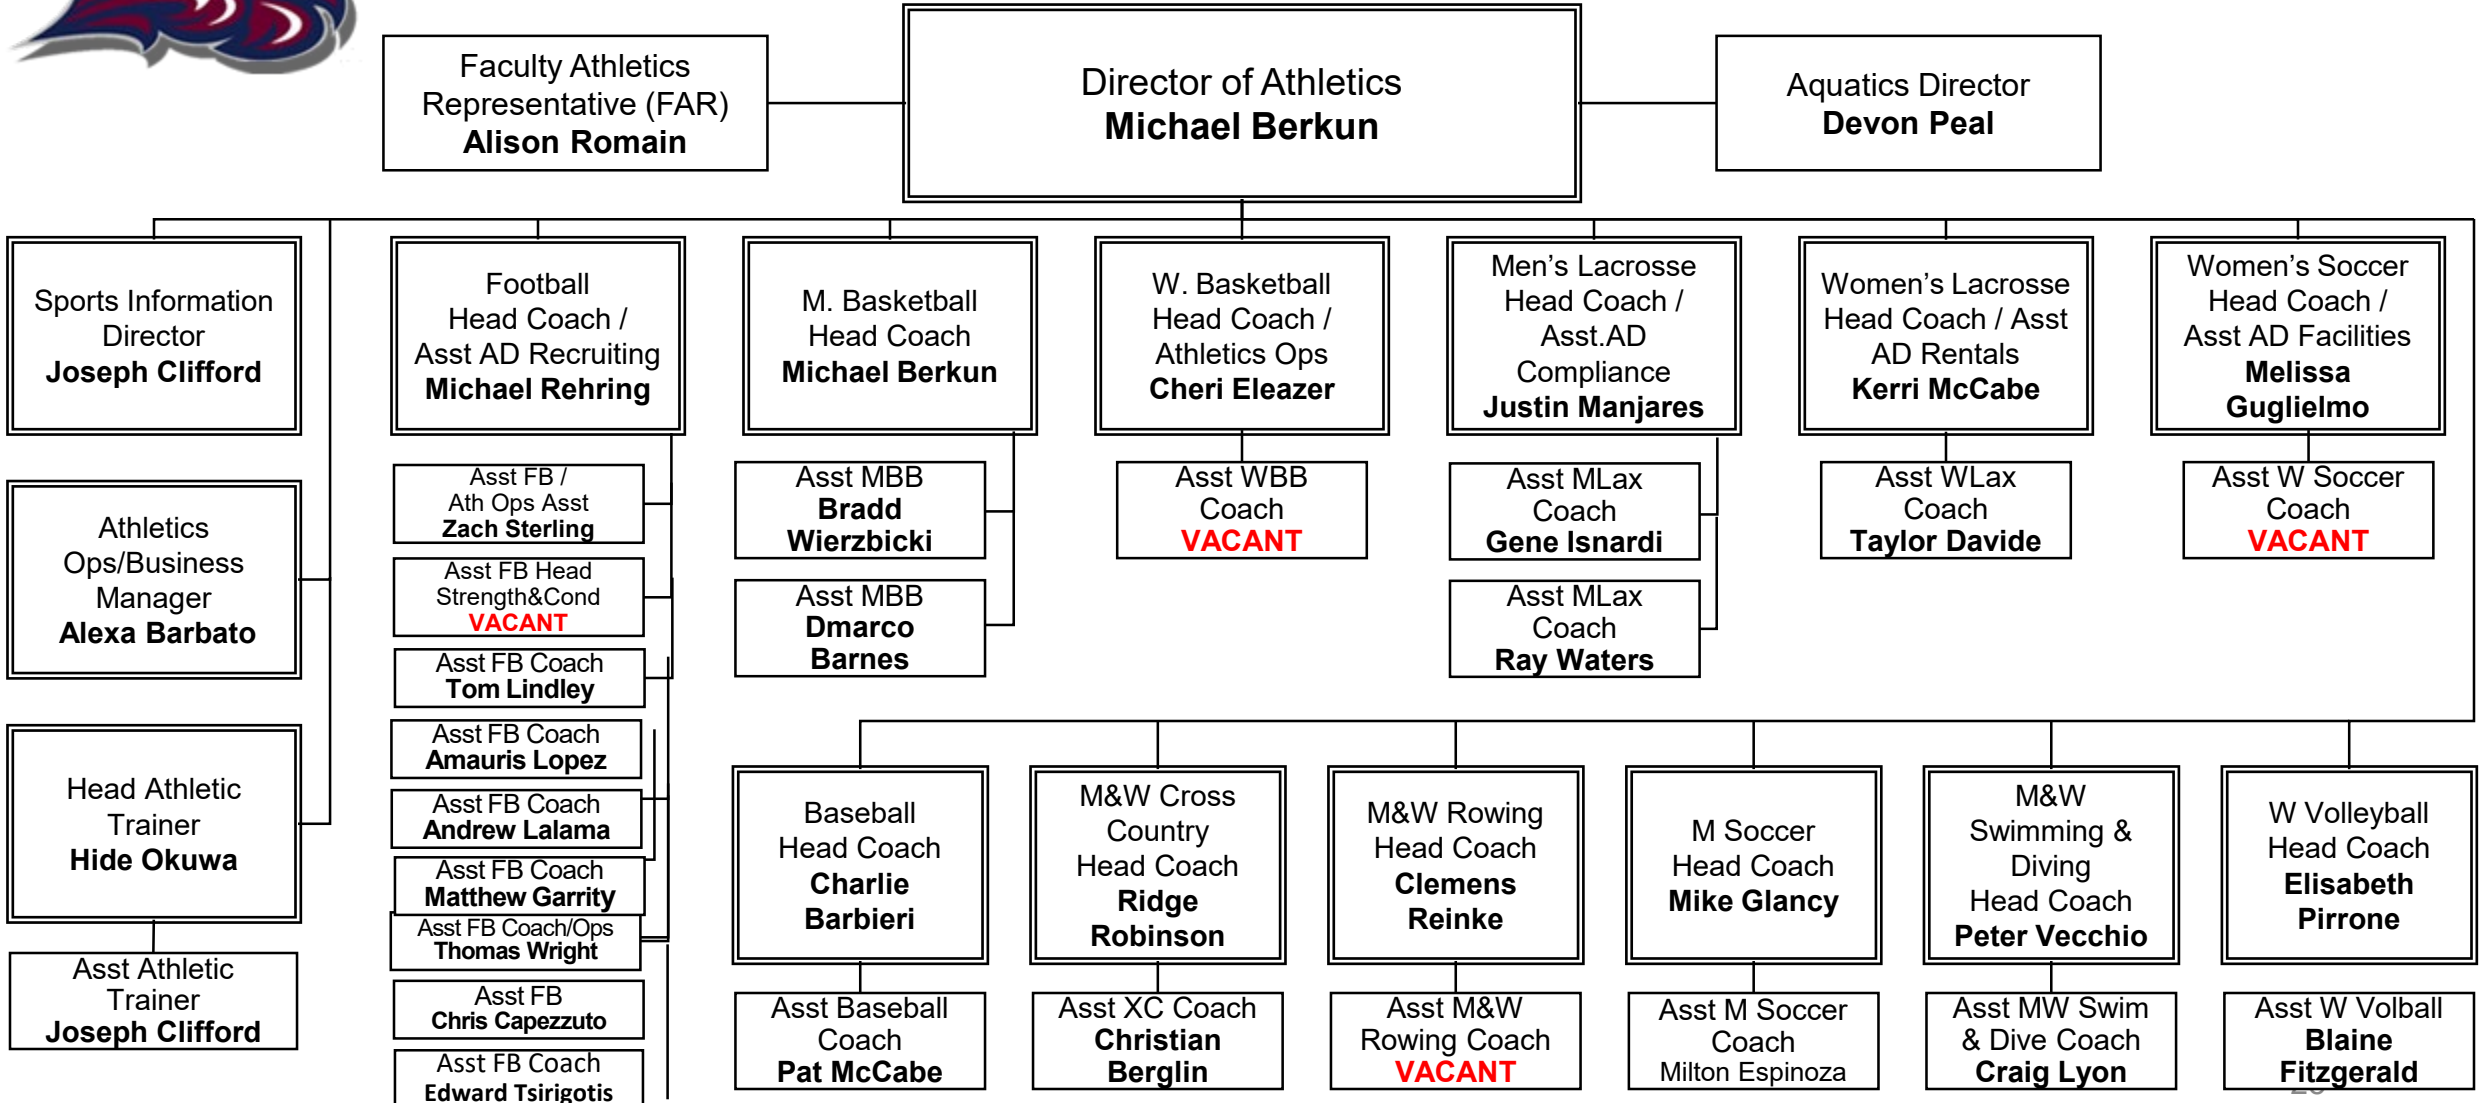 Faculty Athletics
Representative (FAR)
Alison Romain
Director of Athletics
Michael Berkun
Aquatics Director
Devon Peal
Sports Information
Director
Joseph Clifford
Football
Head Coach /
Asst AD Recruiting
Michael Rehring
M. Basketball
Head Coach
Michael Berkun
W. Basketball
Head Coach /
Athletics Ops
Cheri Eleazer
Men's Lacrosse
Head Coach /
Asst.AD
Compliance
Justin Manjares
Women's Lacrosse
Head Coach / Asst
AD Rentals
Kerri McCabe
Women's Soccer
Head Coach /
Asst AD Facilities
Melissa
Guglielmo
Athletics
Ops/Business
Manager
Alexa Barbato
Head Athletic
Trainer
Hide Okuwa
Asst Athletic
Trainer
Joseph Clifford
Asst FB /
Ath Ops Asst
Zach Sterling
Asst FB Head
Strength&Cond
VACANT
Asst FB Coach
Tom Lindley
Asst FB Coach
Amauris Lopez
Asst FB Coach
Andrew Lalama
Asst FB Coach
Matthew Garrity
Asst FB Coach/Ops
Thomas Wright
Asst FB
Chris Capezzuto
Asst FB Coach
Edward Tsirigotis
Asst MBB
Bradd
Wierzbicki
Asst MBB
Dmarco
Barnes
Asst WBB
Coach
VACANT
Asst MLax
Coach
Gene Isnardi
Asst MLax
Coach
Ray Waters
Asst WLax
Coach
Taylor Davide
Asst W Soccer
Coach
VACANT
Baseball
Head Coach
Charlie
Barbieri
M&W Cross
Country
Head Coach
Ridge
Robinson
M&W Rowing
Head Coach
Clemens
Reinke
M Soccer
Head Coach
Mike Glancy
M&W
Swimming &
Diving
Head Coach
Peter Vecchio
W Volleyball
Head Coach
Elisabeth
Pirrone
Asst Baseball
Coach
Pat McCabe
Asst XC Coach
Christian
Berglin
Asst M&W
Rowing Coach
VACANT
Asst M Soccer
Coach
Milton Espinoza
Asst MW Swim
& Dive Coach
Craig Lyon
Asst W Volball
Blaine
Fitzgerald